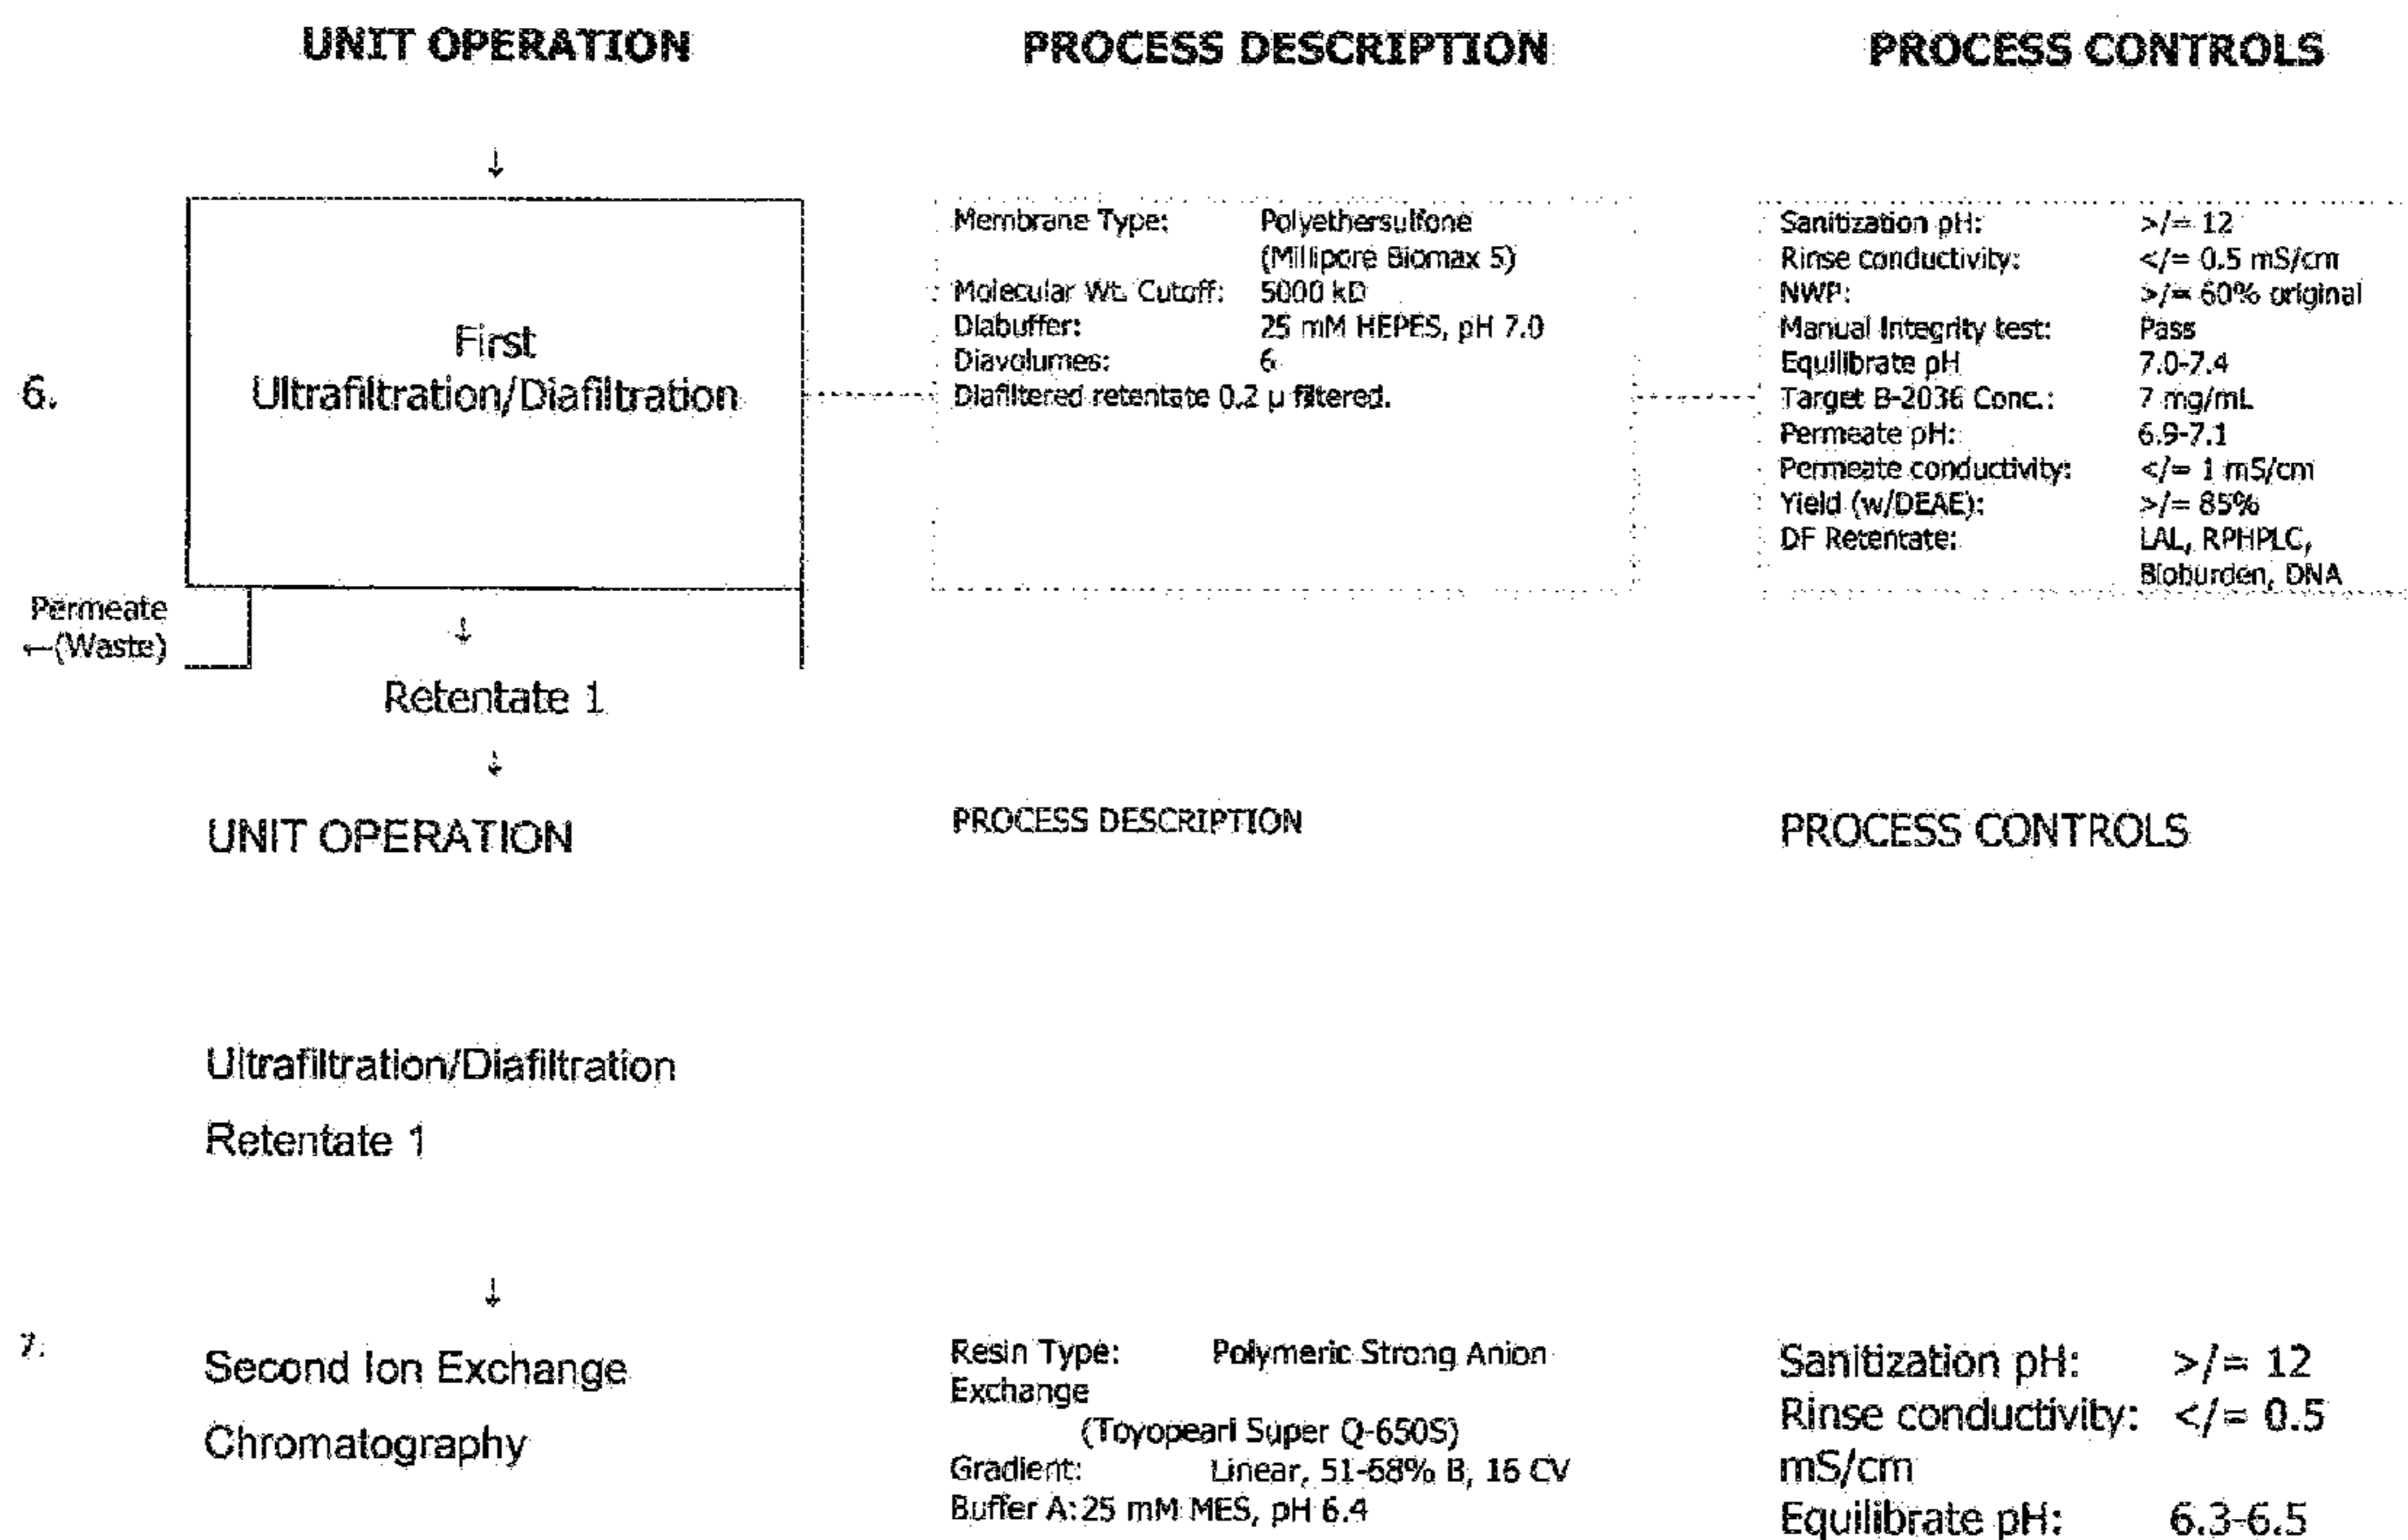 UNIT OPERATION
PROCESS DESCRIPTION
PROCESS CONTROLS
↓
6.
First
Ultrafiltration/Diafiltration
Membrane Type: Polyethersulfone
(Millipore Biomax 5)
Molecular Wt. Cutoff: 5000 kD
Diabuffer: 25 mM HEPES, pH 7.0
Diavolumes: 6
Diafiltered retentate 0.2 µ filtered.
Sanitization pH: >/= 12
Rinse conductivity: </= 0.5 mS/cm
NWP: >/= 60% original
Manual Integrity test: Pass
Equilibrate pH 7.0-7.4
Target B-2036 Conc.: 7 mg/mL
Permeate pH: 6.9-7.1
Permeate conductivity: </= 1 mS/cm
Yield (w/DEAE): >/= 85%
DF Retentate: LAL, RPHPLC,
Bioburden, DNA
Permeate
←(Waste)
↓
Retentate 1
↓
UNIT OPERATION
PROCESS DESCRIPTION
PROCESS CONTROLS
Ultrafiltration/Diafiltration
Retentate 1
↓
7.
Second Ion Exchange
Chromatography
Resin Type: Polymeric Strong Anion
Exchange
(Toyopearl Super Q-650S)
Gradient: Linear, 51-68% B, 16 CV
Buffer A: 25 mM MES, pH 6.4
Sanitization pH: >/= 12
Rinse conductivity: </= 0.5
mS/cm
Equilibrate pH: 6.3-6.5